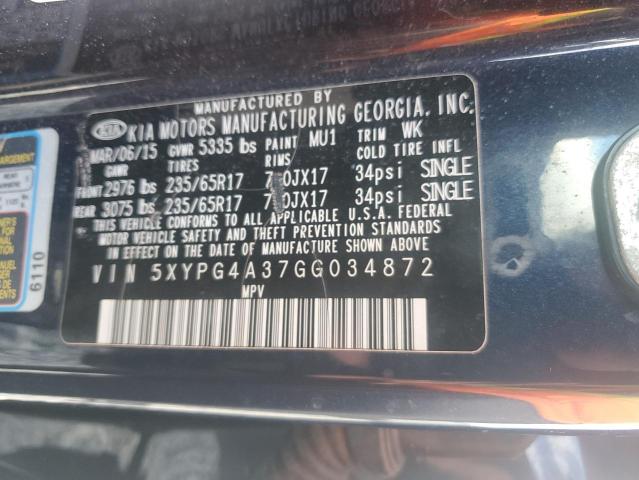 MANUFACTURED BY
KIA KIA MOTORS MANUFACTURING GEORGIA, INC.
MAR/06/15 GVWR 5335 lbs PAINT MU1 TRIM WK
GAWR TIRES RIMS COLD TIRE INFL
FRONT 2976 lbs 235/65R17 7.0JX17 34psi SINGLE
REAR 3075 lbs 235/65R17 7.0JX17 34psi SINGLE
THIS VEHICLE CONFORMS TO ALL APPLICABLE U.S.A. FEDERAL
MOTOR VEHICLE SAFETY AND THEFT PREVENTION STANDARDS
IN EFFECT ON THE DATE OF MANUFACTURE SHOWN ABOVE
VIN 5XYPG4A37GG034872
MPV
6110